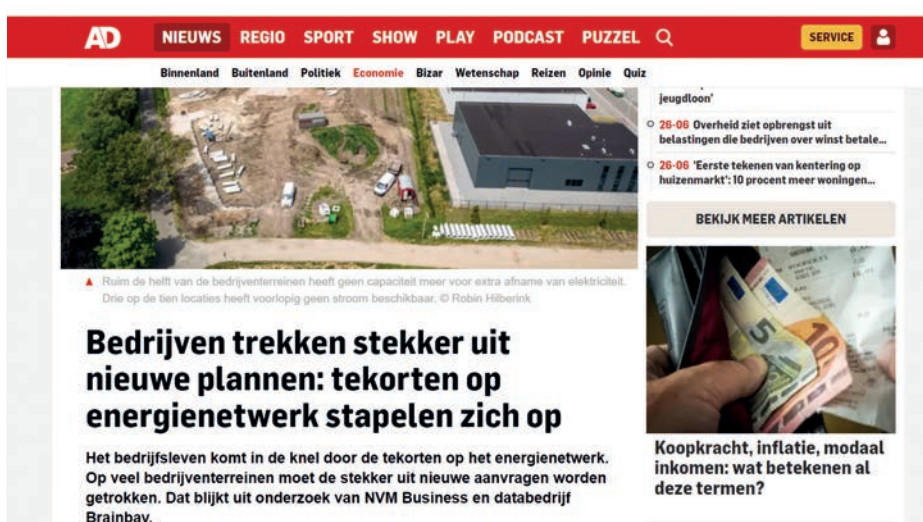 AD NIEUWS REGIO SPORT SHOW PLAY PODCAST PUZZEL SERVICE
Binnenland Buitenland Politiek Economie Bizar Wetenschap Reizen Opinie Quiz
jeugdloon'
26-06 Overheid ziet opbrengst uit
belastingen die bedrijven over winst betale...
26-06 'Eerste tekenen van kentering op
huizenmarkt': 10 procent meer woningen...
BEKIJK MEER ARTIKELEN
Ruim de helft van de bedrijventerreinen heeft geen capaciteit meer voor extra afname van elektriciteit.
Drie op de tien locaties heeft voorlopig geen stroom beschikbaar. © Robin Hilberink
Bedrijven trekken stekker uit
nieuwe plannen: tekorten op
energienetwerk stapelen zich op
Het bedrijfsleven komt in de knel door de tekorten op het energienetwerk.
Op veel bedrijventerreinen moet de stekker uit nieuwe aanvragen worden
getrokken. Dat blijkt uit onderzoek van NVM Business en databedrijf
Brainbay.
5
10
Koopkracht, inflatie, modaal
inkomen: wat betekenen al
deze termen?